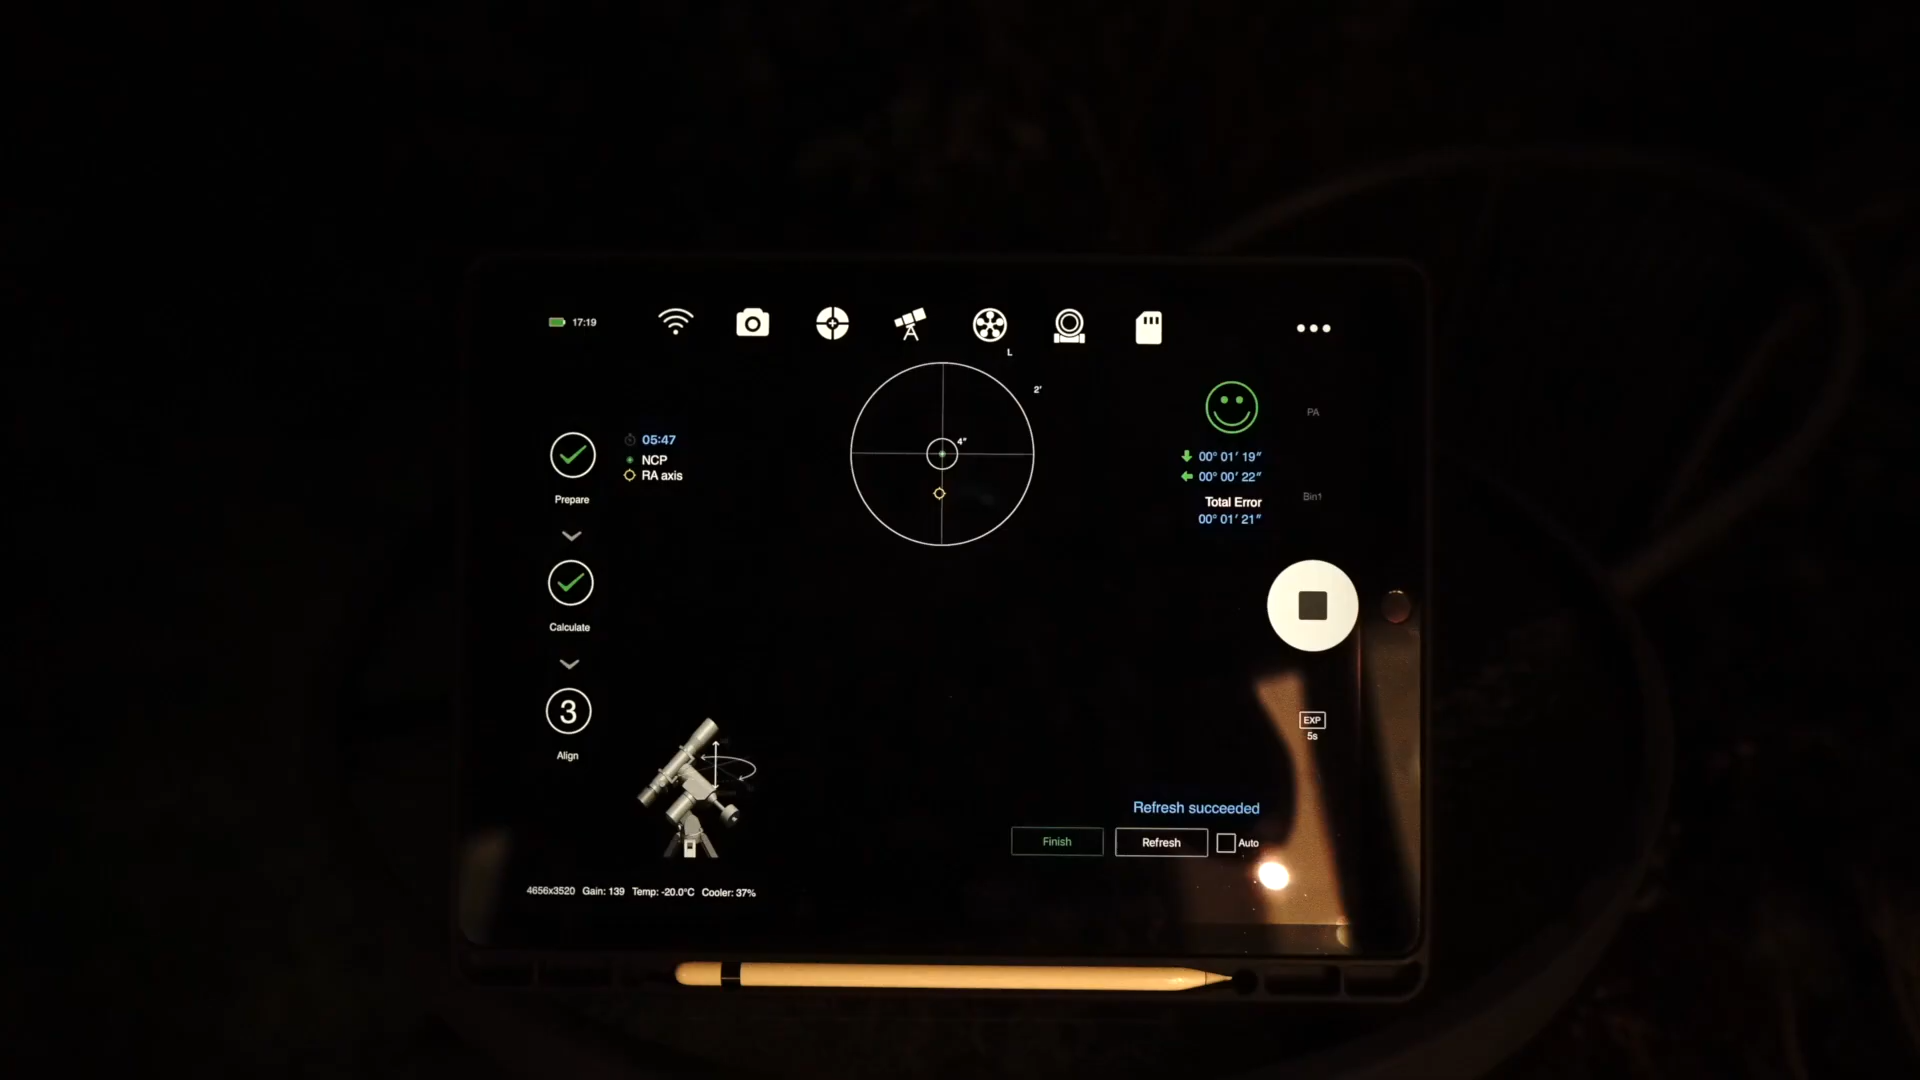 17:19
L
2'
4"
05:47
NCP
RA axis
Prepare
Calculate
3
Align
00° 01' 19"
00° 00' 22"
Total Error
00° 01' 21"
PA
Bin1
EXP
5s
Refresh succeeded
Finish
Refresh
Auto
4656x3520 Gain: 139 Temp: -20.0°C Cooler: 37%